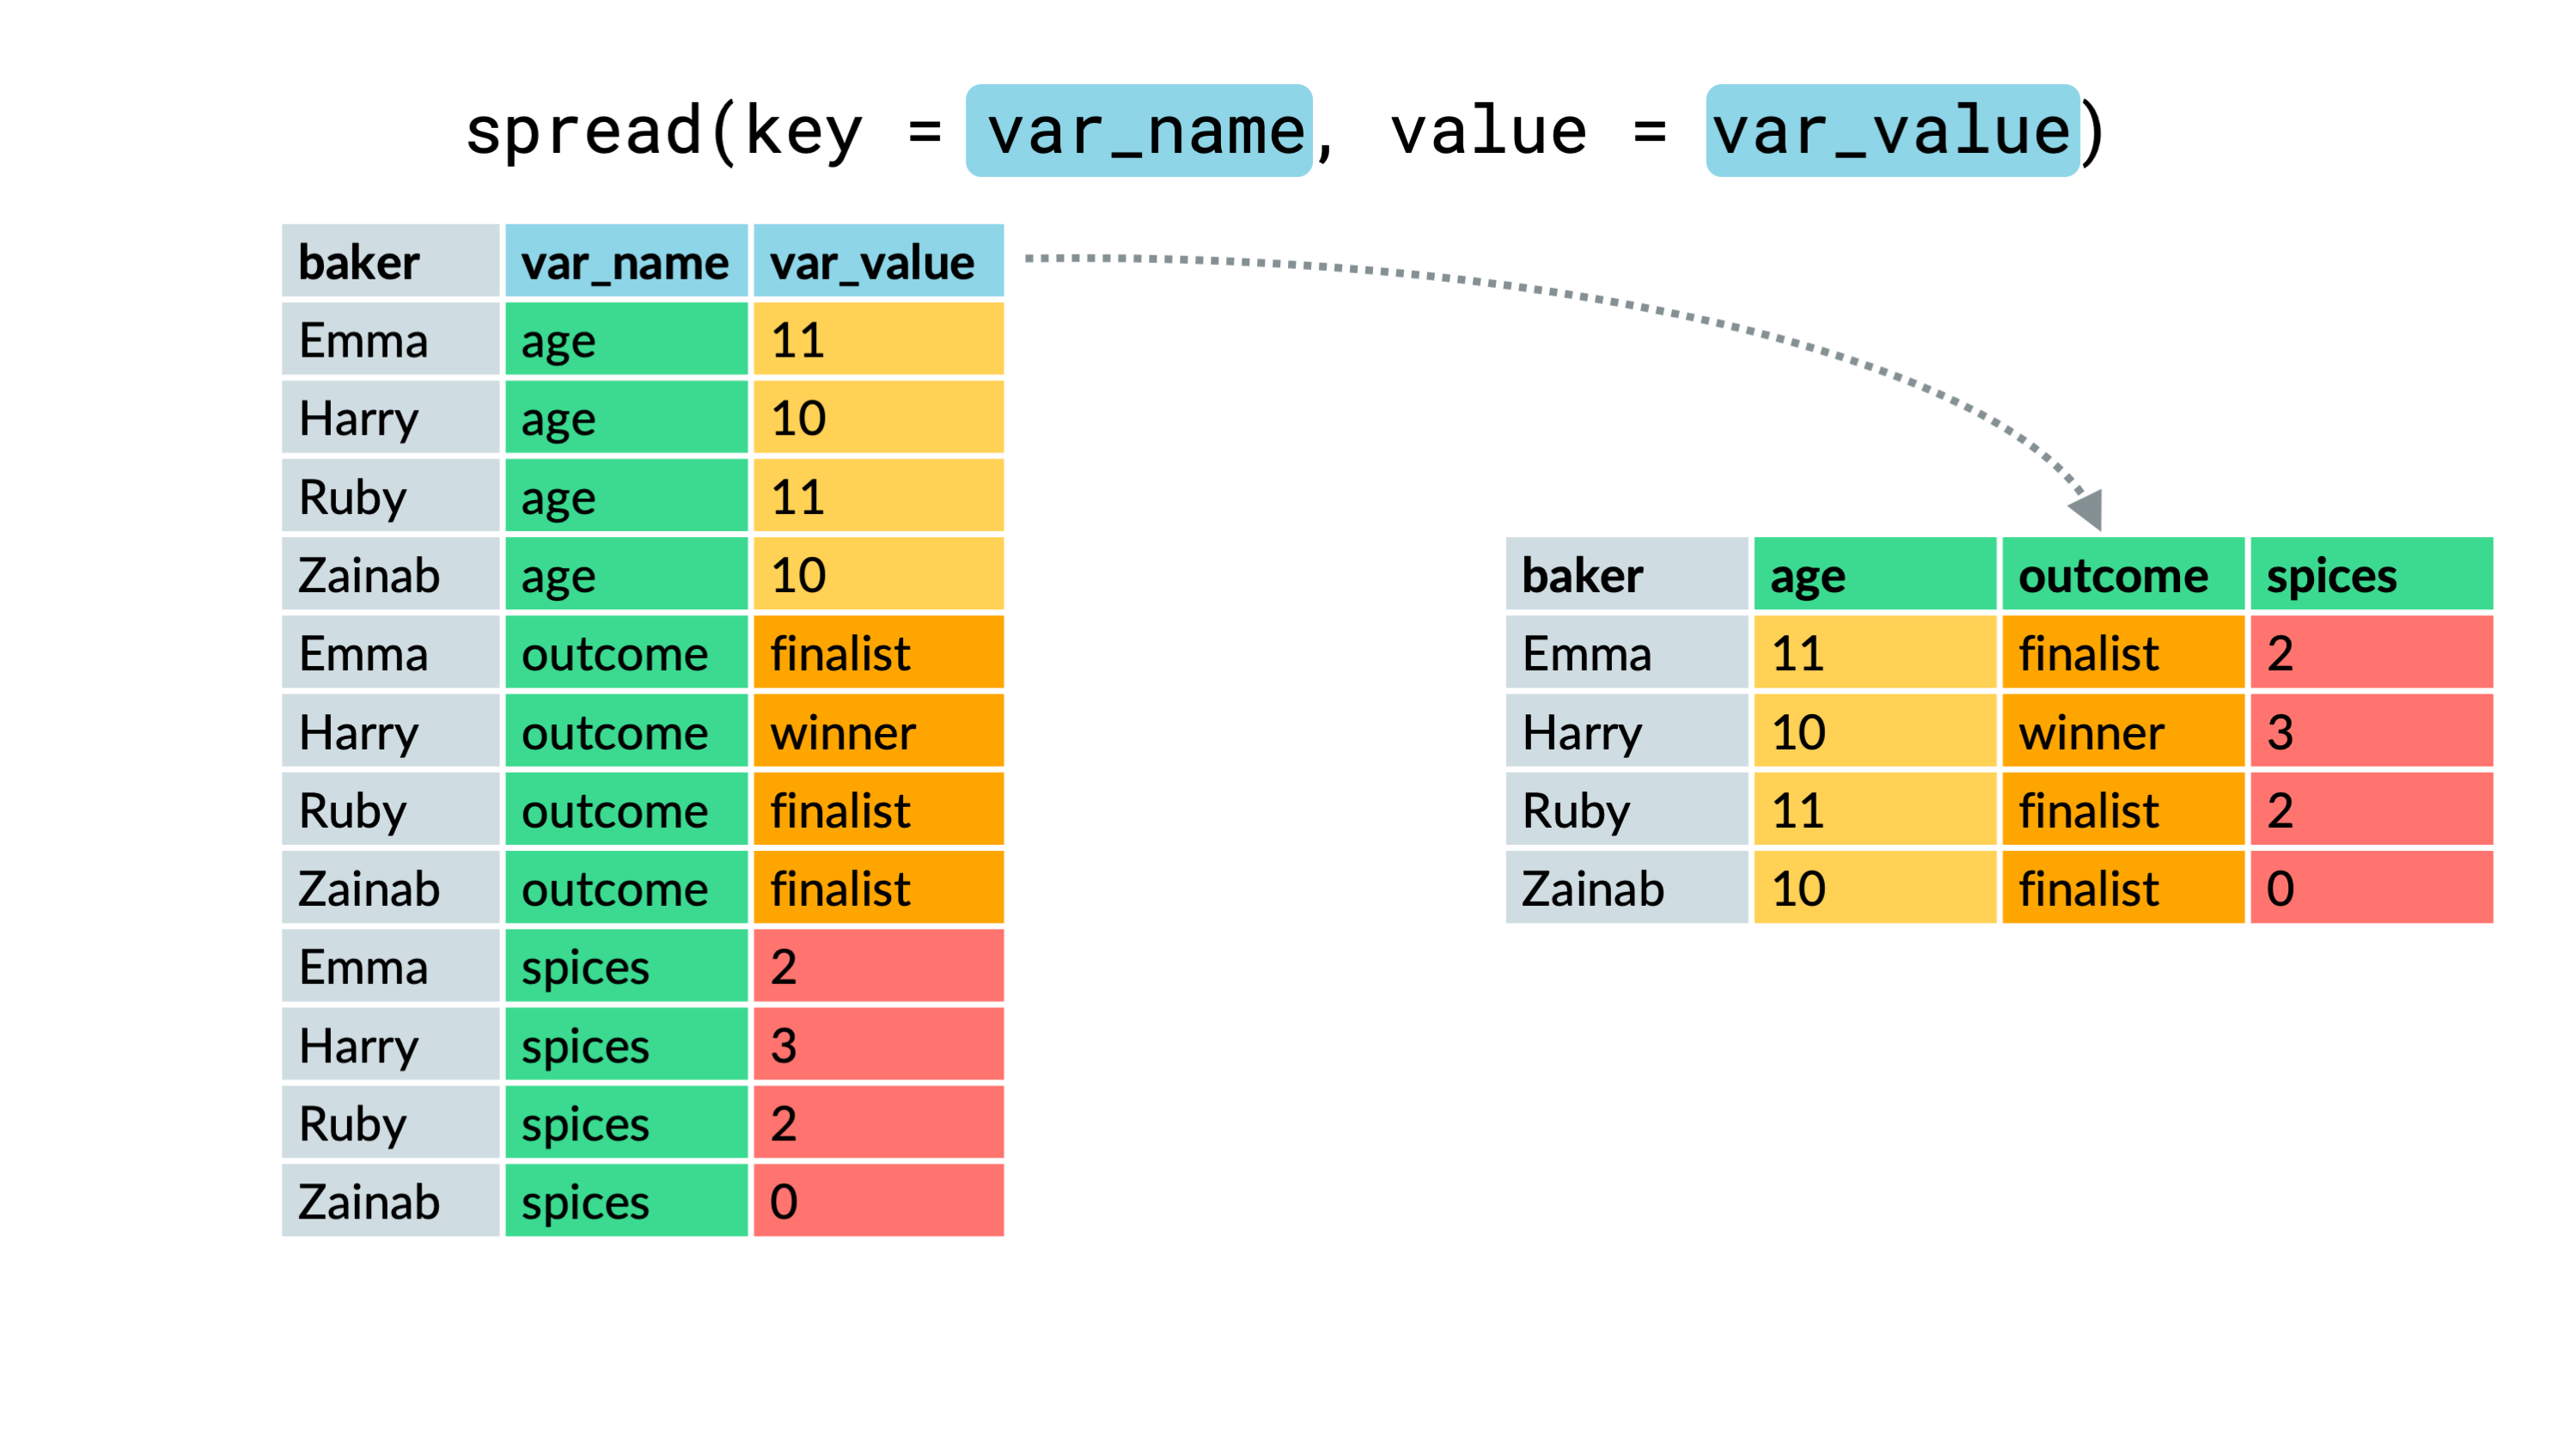 spread(key = var_name, value = var_value)
baker var_name var_value
Emma age 11
Harry age 10
Ruby age 11
Zainab age 10
Emma outcome finalist
Harry outcome winner
Ruby outcome finalist
Zainab outcome finalist
Emma spices 2
Harry spices 3
Ruby spices 2
Zainab spices 0
baker age outcome spices
Emma 11 finalist 2
Harry 10 winner 3
Ruby 11 finalist 2
Zainab 10 finalist 0